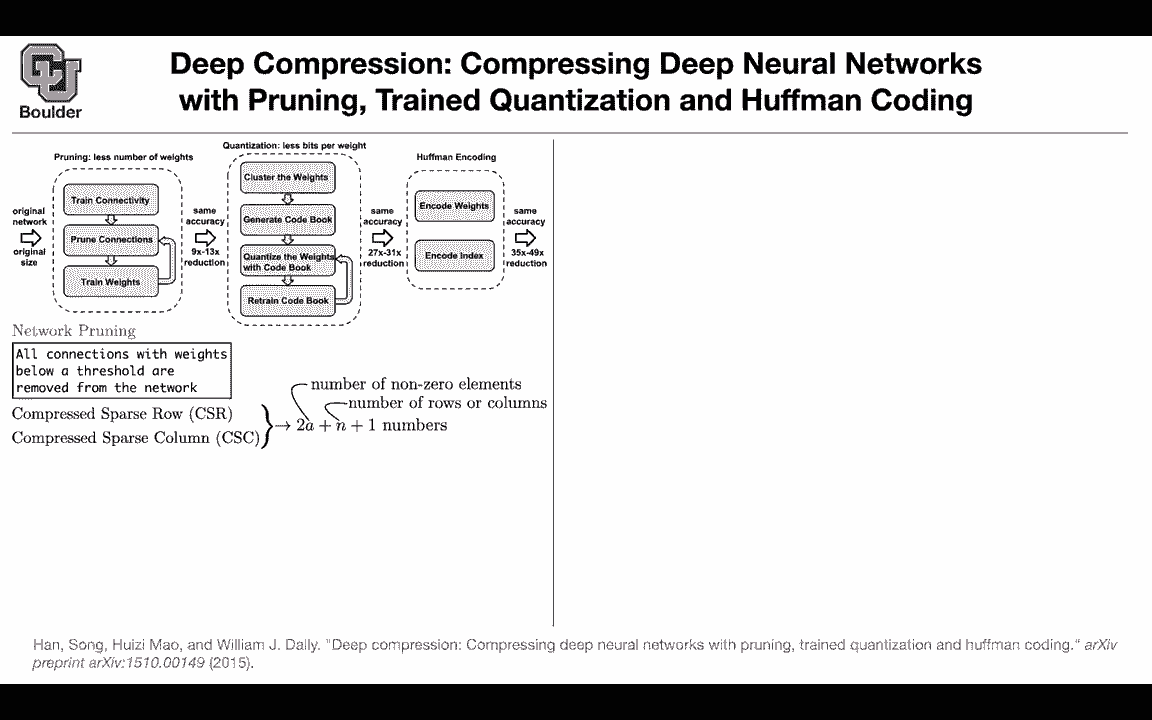 Boulder
Deep Compression: Compressing Deep Neural Networks
with Pruning, Trained Quantization and Huffman Coding
Pruning: less number of weights
Train Connectivity
Prune Connections
Train Weights
original
network
original
size
same
accuracy
9x-13x
reduction
Quantization: less bits per weight
Cluster the Weights
Generate Code Book
Quantize the Weights
with Code Book
Retrain Code Book
same
accuracy
27x-31x
reduction
Huffman Encoding
Encode Weights
Encode Index
same
accuracy
35x-49x
reduction
Network Pruning
All connections with weights
below a threshold are
removed from the network
Compressed Sparse Row (CSR)
Compressed Sparse Column (CSC)
number of non-zero elements
number of rows or columns
→ 2a + n + 1 numbers
Han, Song, Huizi Mao, and William J. Dally. "Deep compression: Compressing deep neural networks with pruning, trained quantization and huffman coding." arXiv
preprint arXiv:1510.00149 (2015).